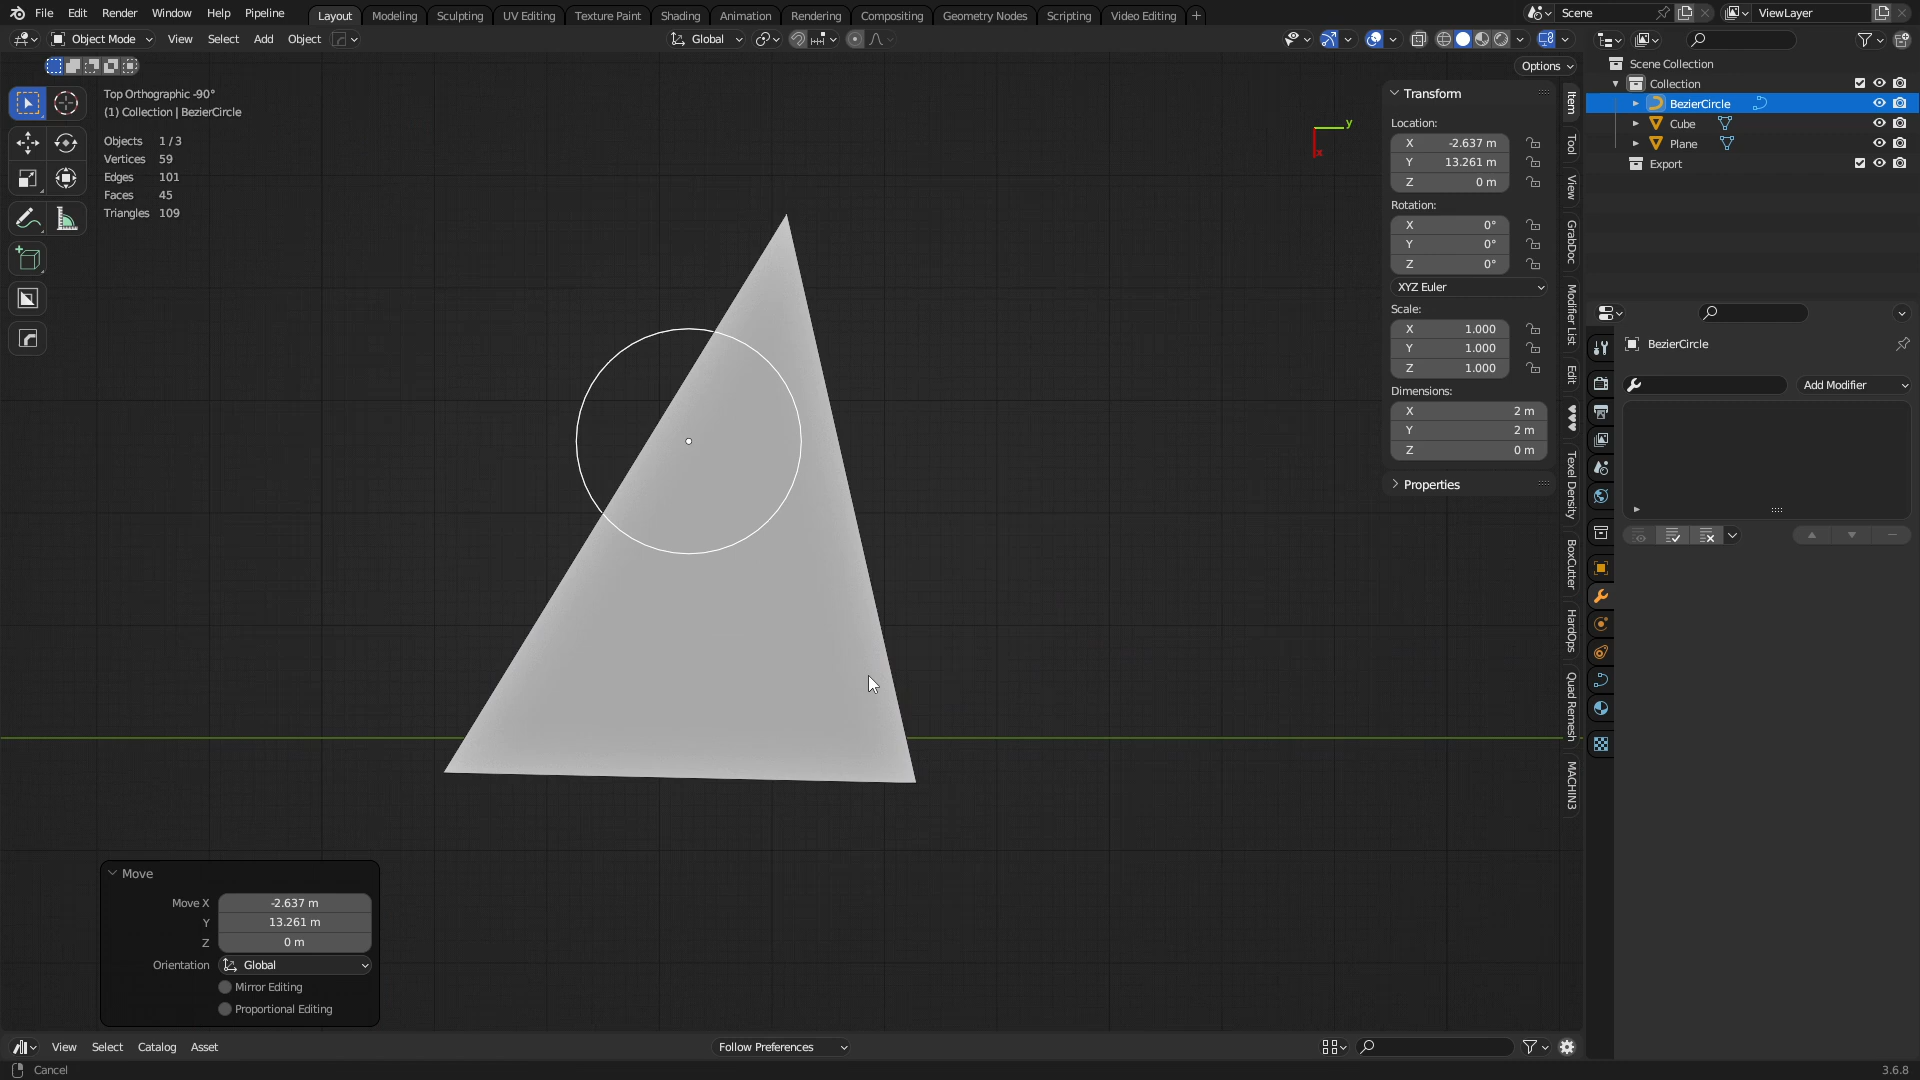 File Edit Render Window Help Pipeline Layout Modeling Sculpting UV Editing Texture Paint Shading Animation Rendering Compositing Geometry Nodes Scripting Video Editing + Scene ViewLayer
Object Mode View Select Add Object Global
Options
Top Orthographic -90°
(1) Collection | BezierCircle
Objects 1/3
Vertices 59
Edges 101
Faces 45
Triangles 109
y
x
Transform
Location:
X -2.637 m
Y 13.261 m
Z 0 m
Rotation:
X 0°
Y 0°
Z 0°
XYZ Euler
Scale:
X 1.000
Y 1.000
Z 1.000
Dimensions:
X 2 m
Y 2 m
Z 0 m
Properties
Item
Tool
View
GrabDoc
Modifier List
Edit
Texel Density
BoxCutter
HardOps
Quad Remesh
MACHIN3
Scene Collection
Collection
BezierCircle
Cube
Plane
Export
BezierCircle
Add Modifier
Move
Move X -2.637 m
Y 13.261 m
Z 0 m
Orientation Global
Mirror Editing
Proportional Editing
View Select Catalog Asset Follow Preferences
Cancel 3.6.8